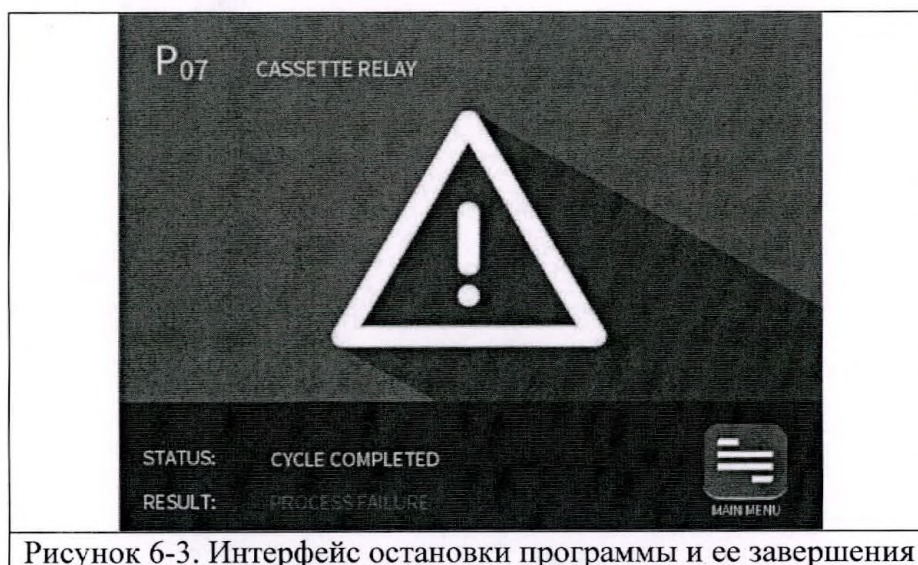 P07 CASSETTE RELAY
STATUS: CYCLE COMPLETED
RESULT: PROCESS FAILURE
MAIN MENU
Рисунок 6-3. Интерфейс остановки программы и ее завершения